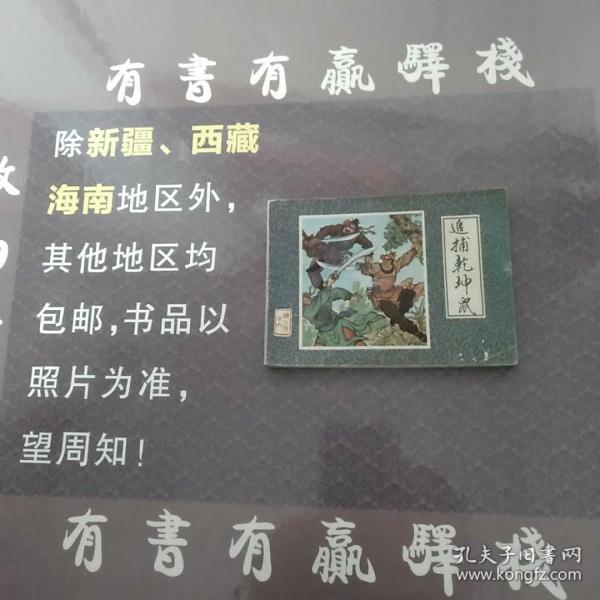 有書有贏驛棧
除新疆、西藏
海南地区外，
其他地区均
包邮，书品以
照片为准，
望周知！
追捕乾坤鼠
有書有贏驛棧
孔夫子旧书网
www.kongfz.com